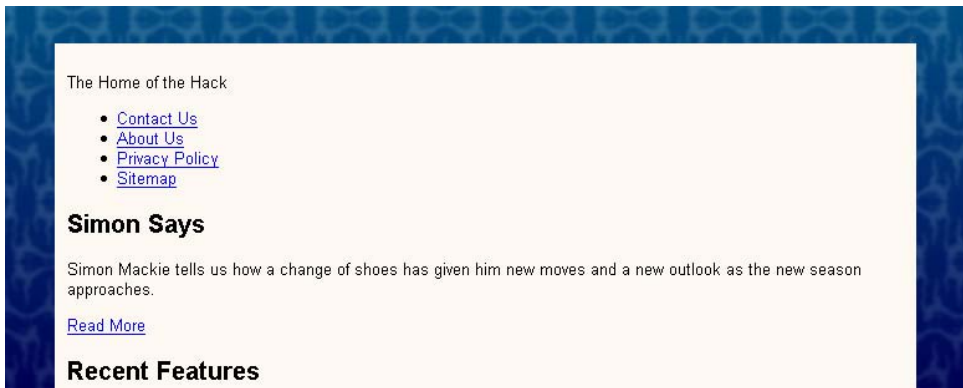 The Home of the Hack
Contact Us
About Us
Privacy Policy
Sitemap
Simon Says
Simon Mackie tells us how a change of shoes has given him new moves and a new outlook as the new season
approaches.
Read More
Recent Features